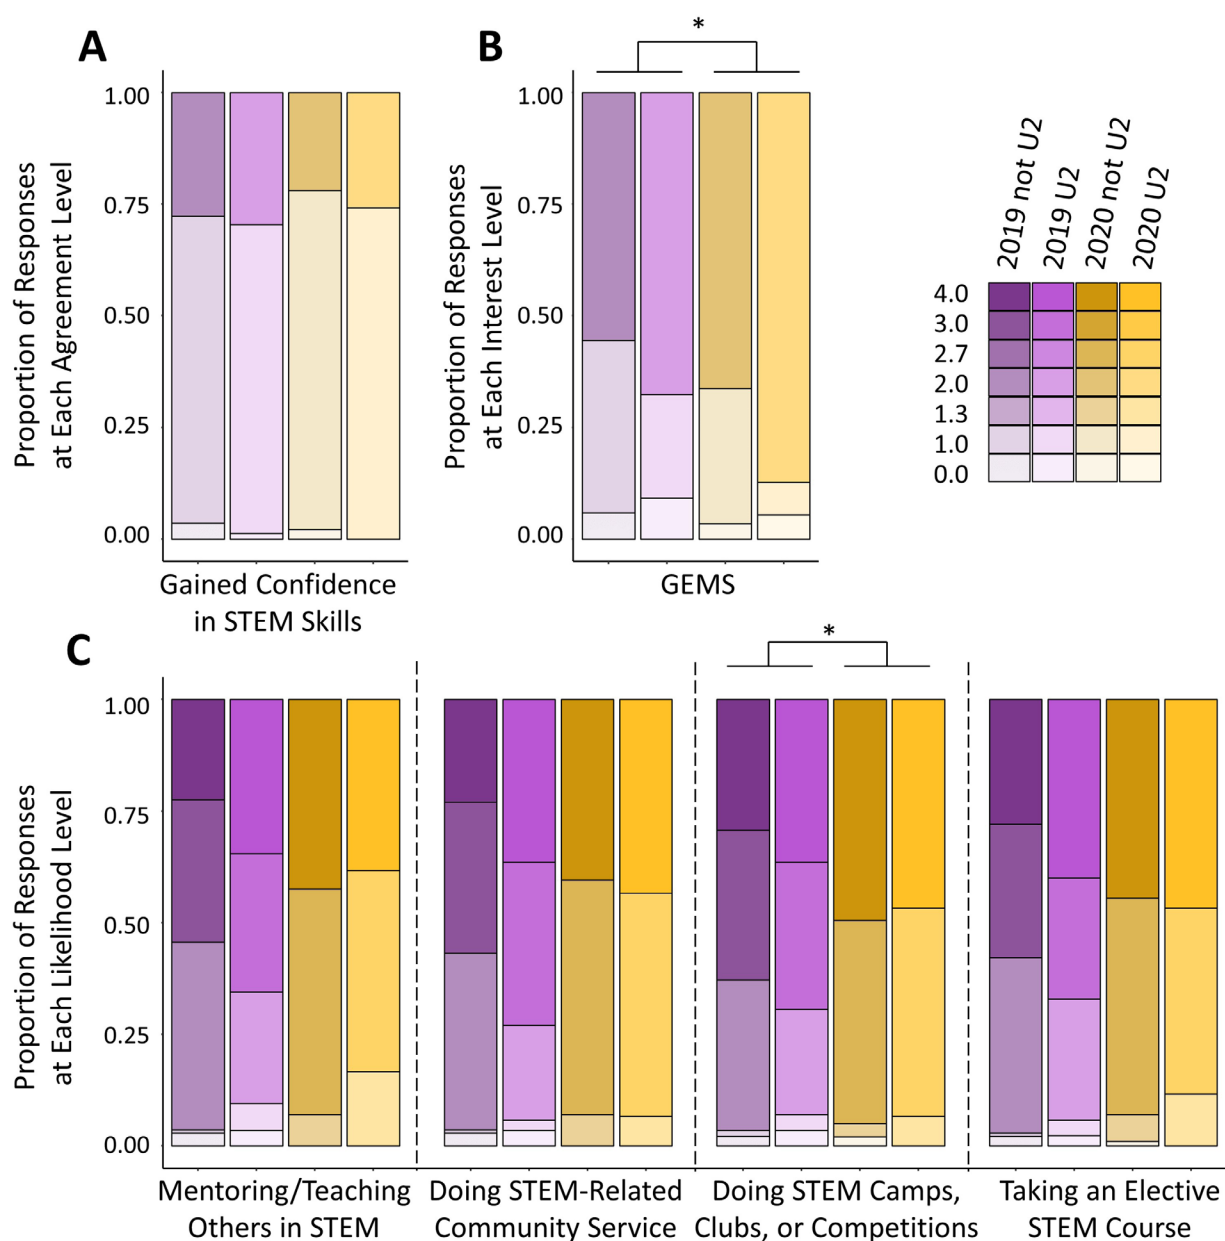 A
Proportion of Responses
at Each Agreement Level
1.00
0.75
0.50
0.25
0.00
Gained Confidence
in STEM Skills
B
*
Proportion of Responses
at Each Interest Level
1.00
0.75
0.50
0.25
0.00
GEMS
2019 not U2
2019 U2
2020 not U2
2020 U2
4.0
3.0
2.7
2.0
1.3
1.0
0.0
C
*
Proportion of Responses
at Each Likelihood Level
1.00
0.75
0.50
0.25
0.00
Mentoring/Teaching
Others in STEM
Doing STEM-Related
Community Service
Doing STEM Camps,
Clubs, or Competitions
Taking an Elective
STEM Course